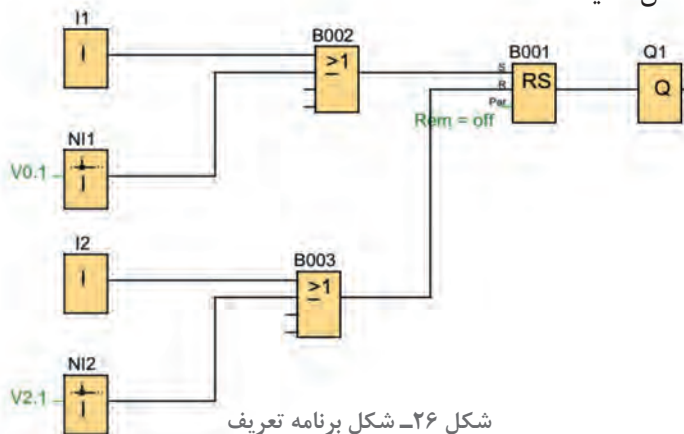 I1
I
B002
≥1
B001
S
R
Par
RS
Rem = off
Q1
Q
NI1
V0.1
I
I2
I
B003
≥1
NI2
V2.1
I
شکل ۲۶ـ شکل برنامه تعریف